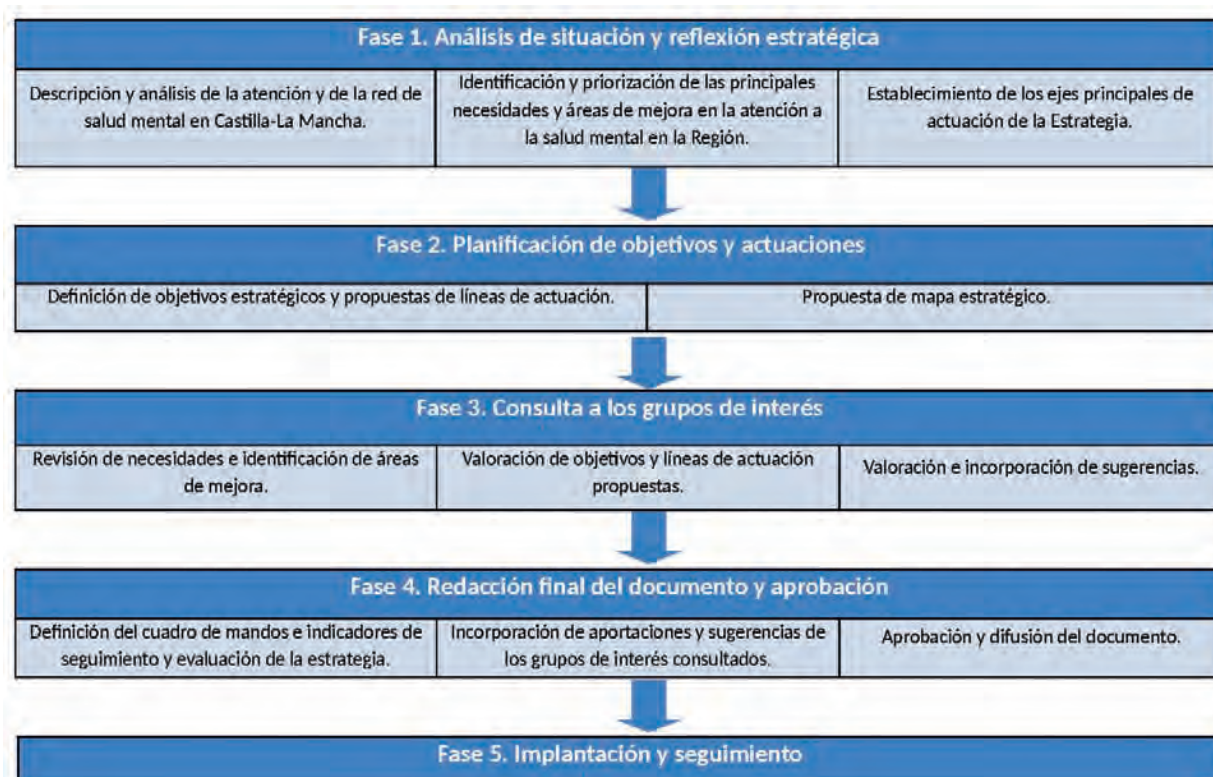 Fase 1. Análisis de situación y reflexión estratégica
Descripción y análisis de la atención y de la red de
salud mental en Castilla-La Mancha.
Identificación y priorización de las principales
necesidades y áreas de mejora en la atención a
la salud mental en la Región.
Establecimiento de los ejes principales de
actuación de la Estrategia.
Fase 2. Planificación de objetivos y actuaciones
Definición de objetivos estratégicos y propuestas de líneas de actuación.
Propuesta de mapa estratégico.
Fase 3. Consulta a los grupos de interés
Revisión de necesidades e identificación de áreas
de mejora.
Valoración de objetivos y líneas de actuación
propuestas.
Valoración e incorporación de sugerencias.
Fase 4. Redacción final del documento y aprobación
Definición del cuadro de mandos e indicadores de
seguimiento y evaluación de la estrategia.
Incorporación de aportaciones y sugerencias de
los grupos de interés consultados.
Aprobación y difusión del documento.
Fase 5. Implantación y seguimiento